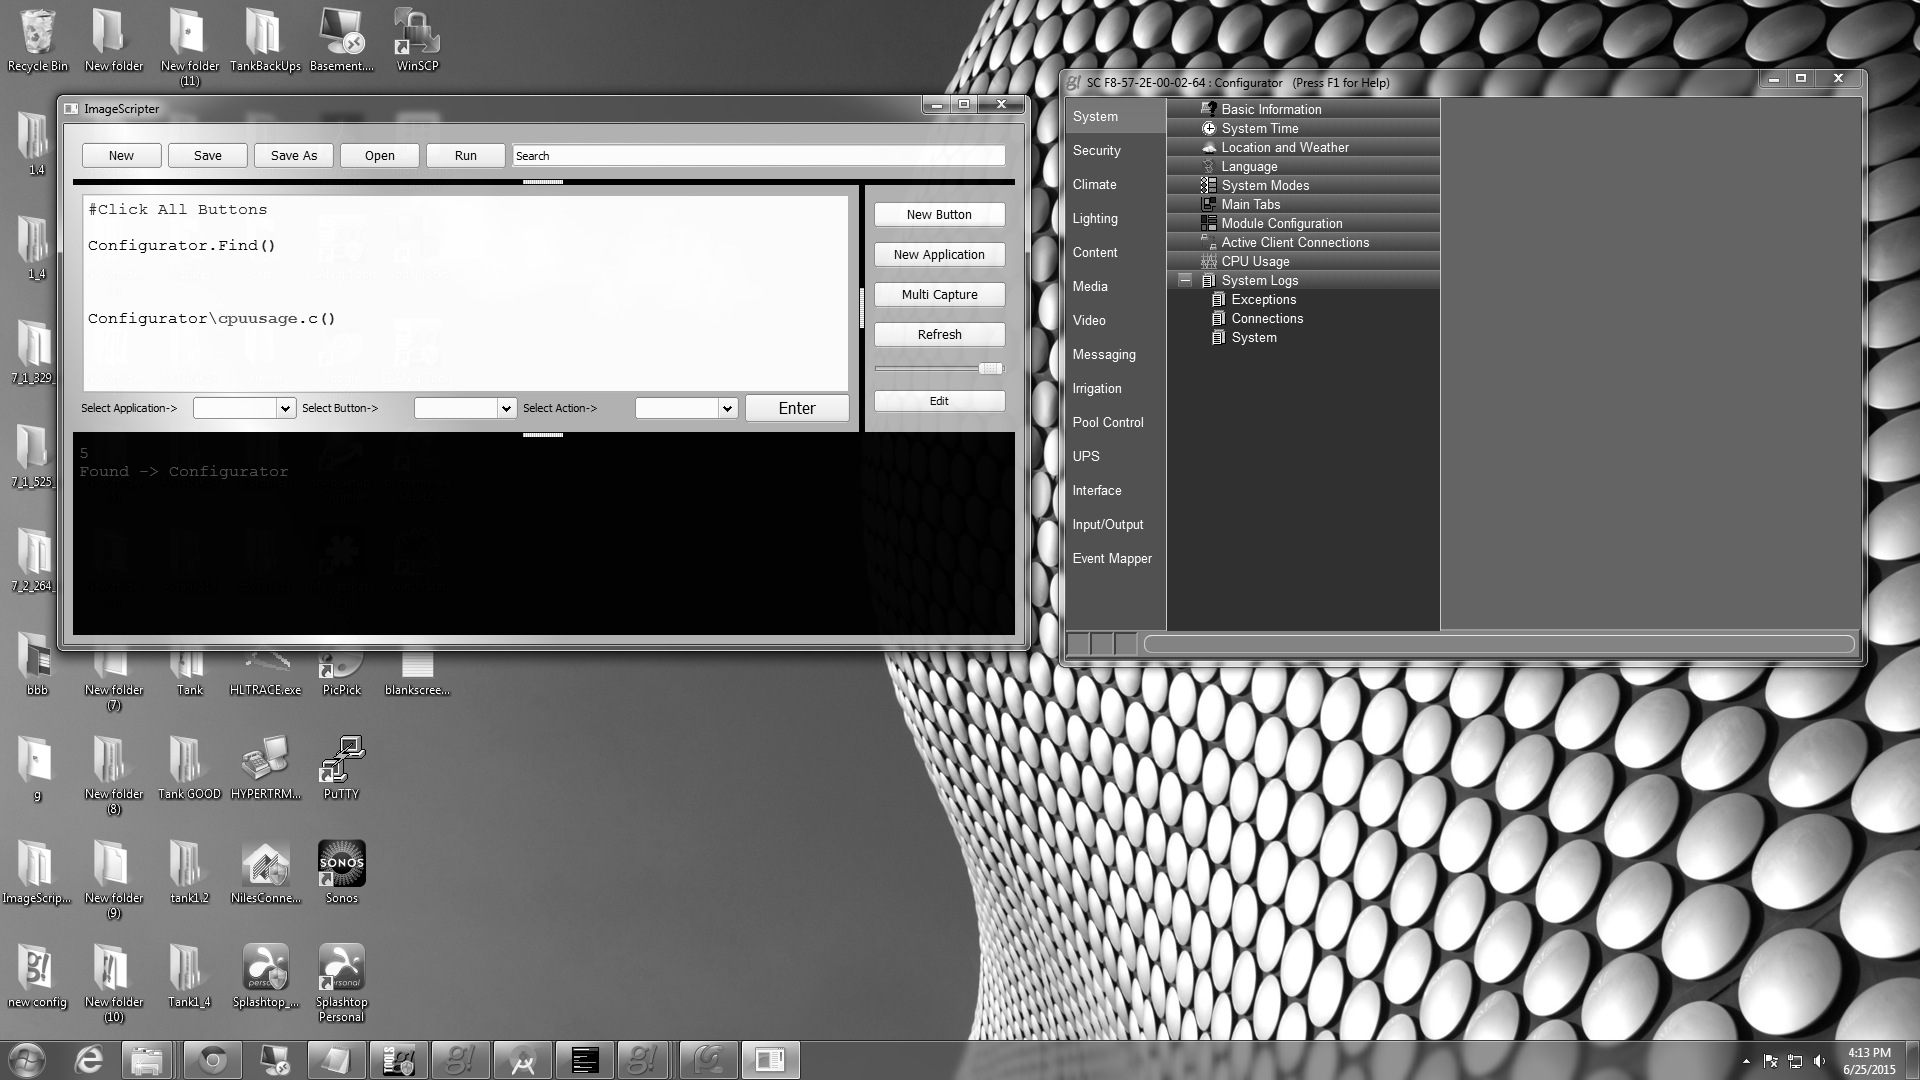 Recycle Bin
New folder
New folder
(11)
TankBackUps
Basement....
WinSCP
1.4
1_4
7_1_329_
7_1_525_
7_2_264_
bbb
New folder
(7)
Tank
HLTRACE.exe
PicPick
blankscree...
g
New folder
(8)
Tank GOOD
HYPERTRM...
PuTTY
ImageScrip...
New folder
(9)
tank1.2
NilesConne...
SONOS
Sonos
g!
new config
New folder
(10)
Tank1_4
Splashtop_...
Splashtop
Personal
ImageScripter
New Save Save As Open Run Search
#Click All Buttons
Configurator.Find()
Configurator\cpuusage.c()
New Button
New Application
Multi Capture
Refresh
Edit
Select Application-> Select Button-> Select Action-> Enter
5
Found -> Configurator
g! SC F8-57-2E-00-02-64 : Configurator (Press F1 for Help)
System
Security
Climate
Lighting
Content
Media
Video
Messaging
Irrigation
Pool Control
UPS
Interface
Input/Output
Event Mapper
Basic Information
System Time
Location and Weather
Language
System Modes
Main Tabs
Module Configuration
Active Client Connections
CPU Usage
System Logs
Exceptions
Connections
System
4:13 PM
6/25/2015